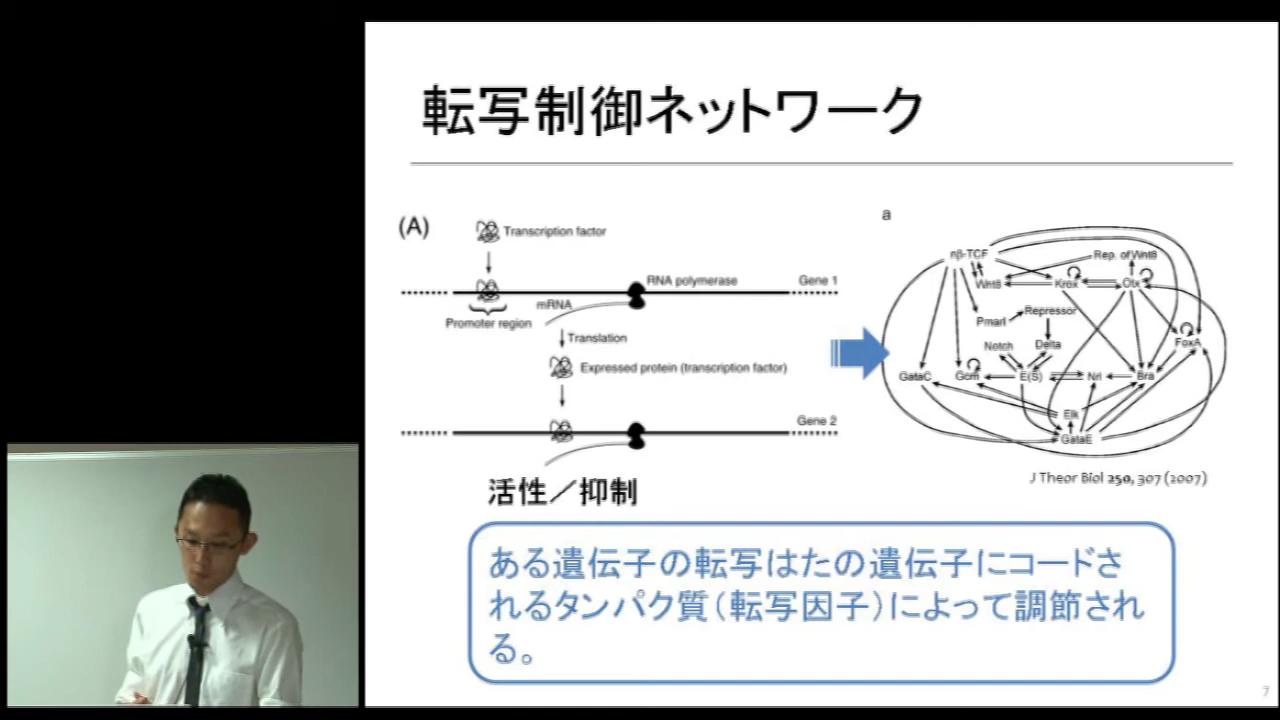 転写制御ネットワーク
(A)
Transcription factor
RNA polymerase
Gene 1
mRNA
Promoter region
Translation
Expressed protein (transcription factor)
Gene 2
活性／抑制
a
nβ-TCF
Rep. of Wnt8
Wnt8
Krox
Otx
Pmarl
Repressor
Notch
Delta
FoxA
GataC
Gcm
E(S)
Nrl
Bra
Elk
GataE
J Theor Biol 250, 307 (2007)
ある遺伝子の転写はたの遺伝子にコードさ
れるタンパク質（転写因子）によって調節され
る。
7